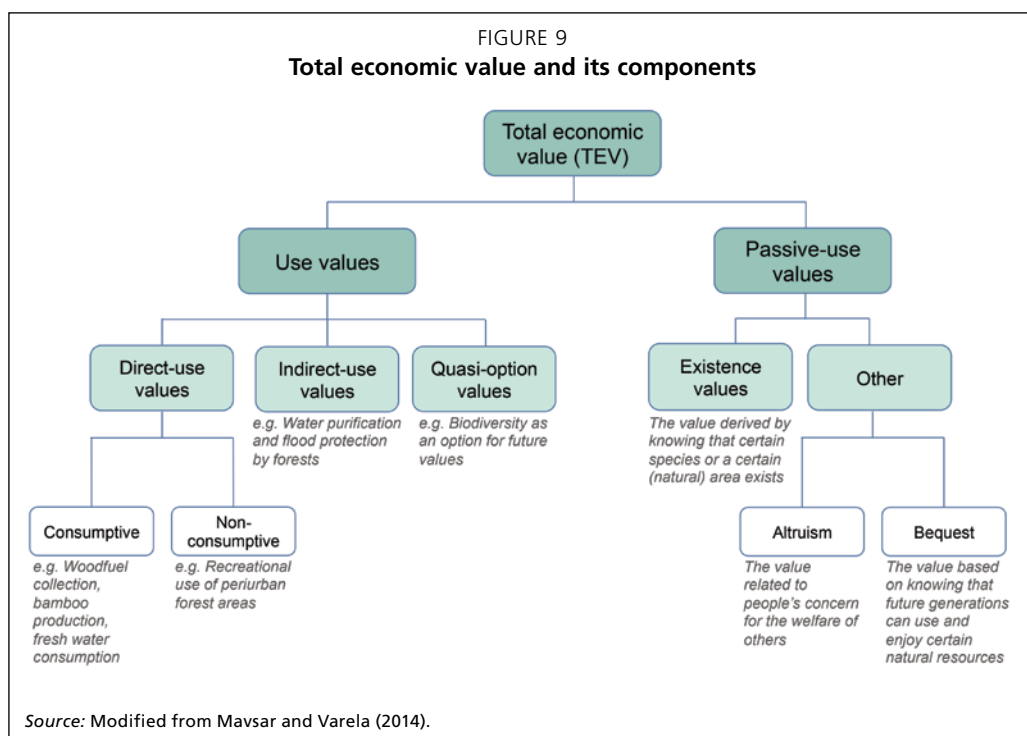 FIGURE 9
Total economic value and its components
Total economic
value (TEV)
Use values
Passive-use
values
Direct-use
values
Indirect-use
values
Quasi-option
values
Existence
values
Other
e.g. Water purification
and flood protection
by forests
e.g. Biodiversity as
an option for future
values
The value derived by
knowing that certain
species or a certain
(natural) area exists
Consumptive
Non-
consumptive
Altruism
Bequest
e.g. Woodfuel
collection,
bamboo
production,
fresh water
consumption
e.g. Recreational
use of periurban
forest areas
The value
related to
people's concern
for the welfare of
others
The value based
on knowing that
future generations
can use and
enjoy certain
natural resources
Source: Modified from Mavsar and Varela (2014).